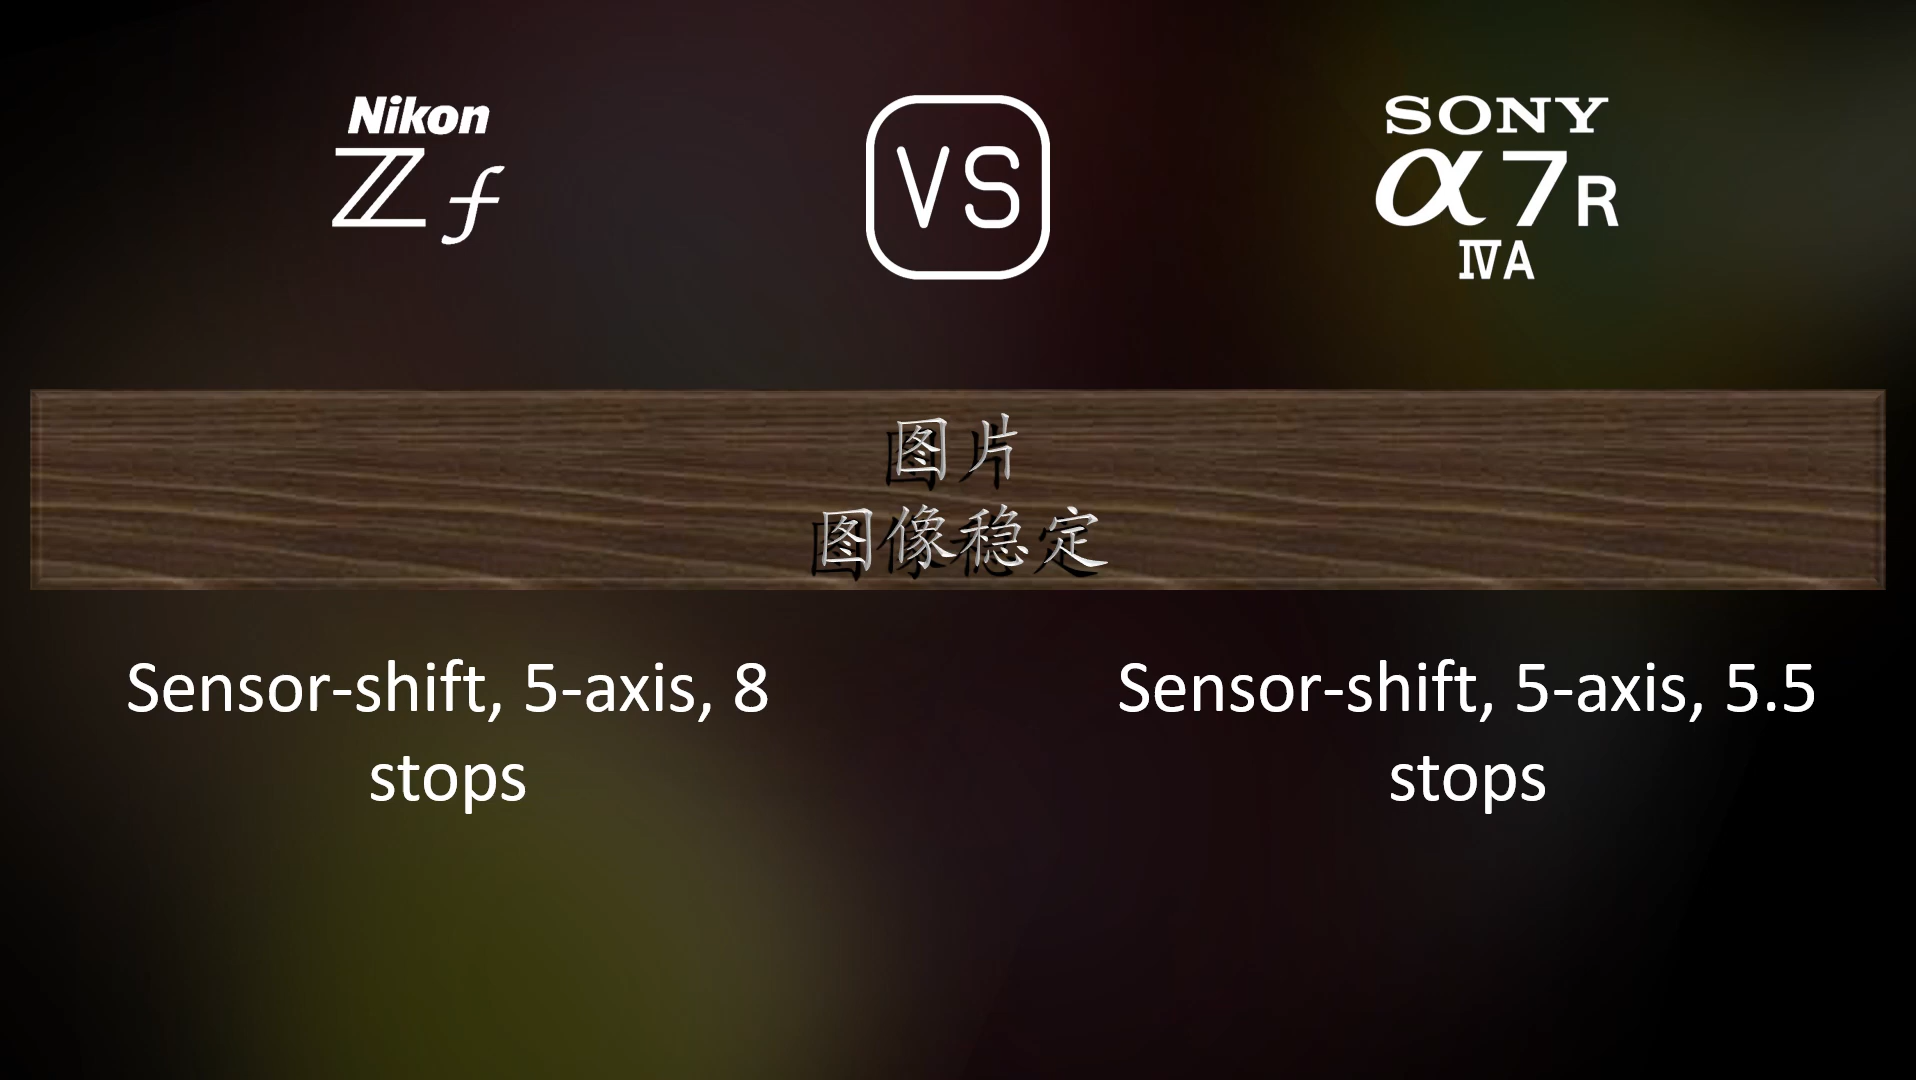 Nikon
Z f
VS
SONY
α7R
IVA
图片
图像稳定
Sensor-shift, 5-axis, 8
stops
Sensor-shift, 5-axis, 5.5
stops